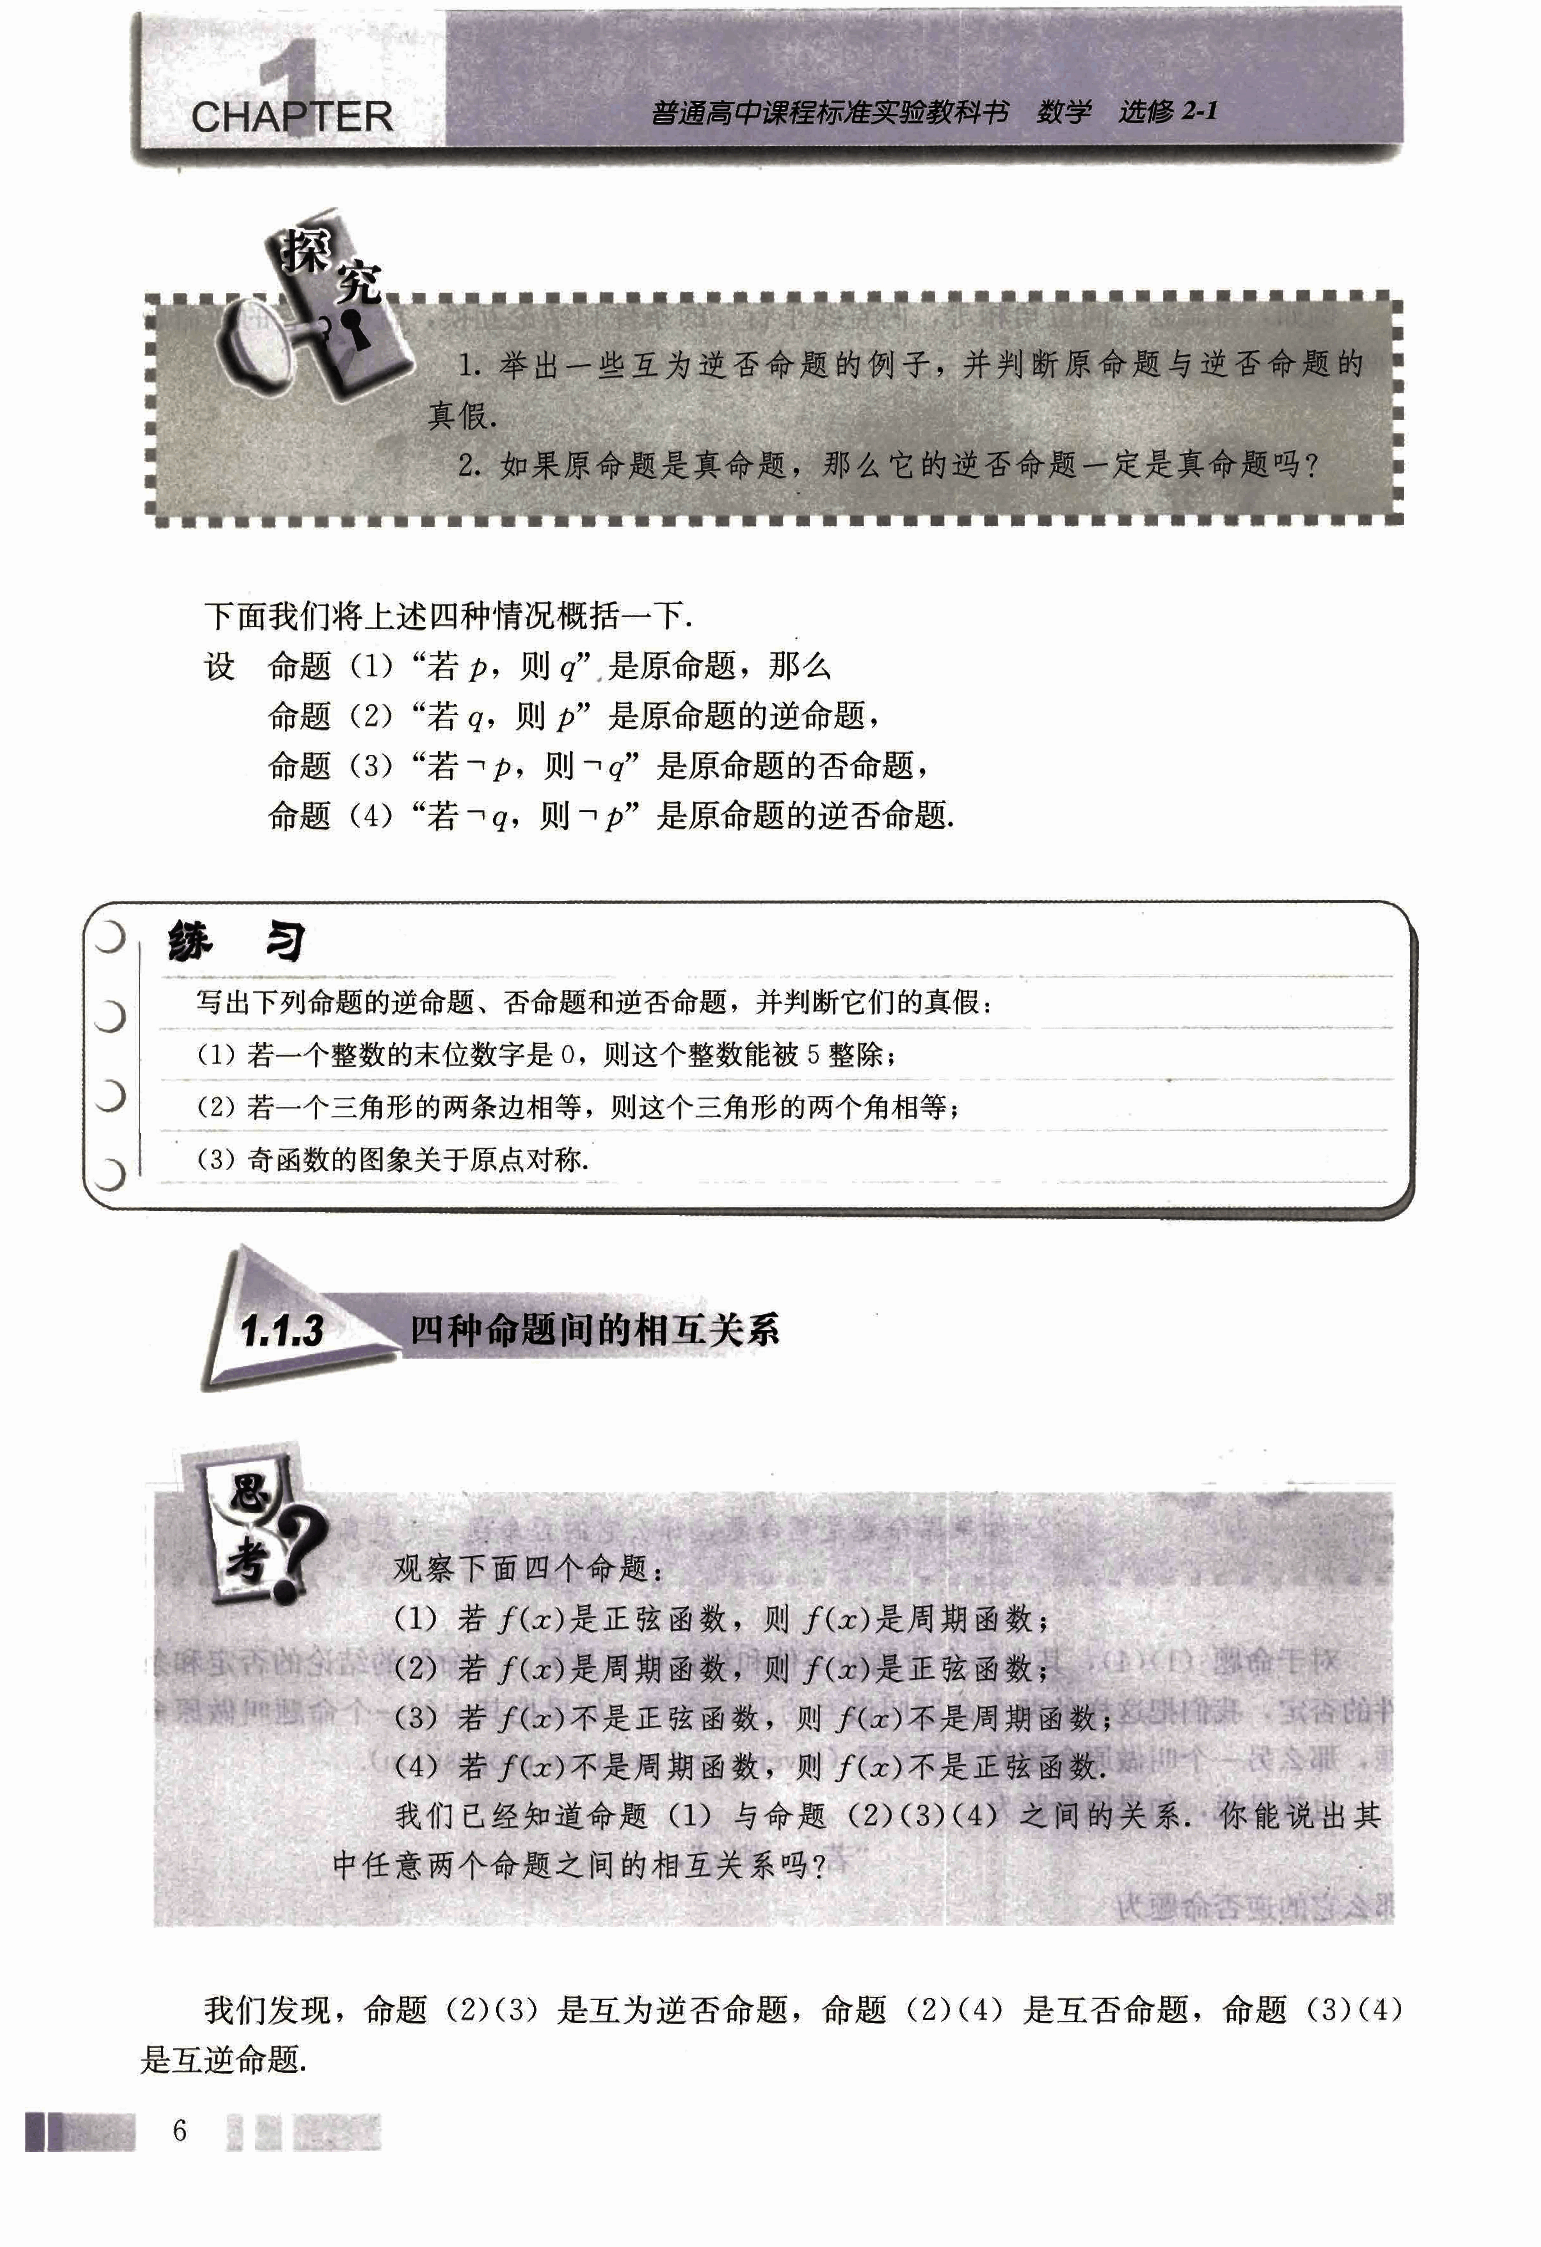 1
CHAPTER
普通高中课程标准实验教科书 数学 选修 2-1
探究
1. 举出一些互为逆否命题的例子，并判断原命题与逆否命题的
真假.
2. 如果原命题是真命题，那么它的逆否命题一定是真命题吗?
下面我们将上述四种情况概括一下.
设 命题（1）“若 p，则 q”是原命题，那么
命题（2）“若 q，则 p”是原命题的逆命题，
命题（3）“若 ¬p，则 ¬q”是原命题的否命题，
命题（4）“若 ¬q，则 ¬p”是原命题的逆否命题.
练 习
写出下列命题的逆命题、否命题和逆否命题，并判断它们的真假：
（1）若一个整数的末位数字是 0，则这个整数能被 5 整除；
（2）若一个三角形的两条边相等，则这个三角形的两个角相等；
（3）奇函数的图象关于原点对称.
1.1.3 四种命题间的相互关系
思考?
观察下面四个命题：
（1）若 f(x)是正弦函数，则 f(x)是周期函数；
（2）若 f(x)是周期函数，则 f(x)是正弦函数；
（3）若 f(x)不是正弦函数，则 f(x)不是周期函数；
（4）若 f(x)不是周期函数，则 f(x)不是正弦函数.
我们已经知道命题（1）与命题（2）（3）（4）之间的关系. 你能说出其
中任意两个命题之间的相互关系吗?
我们发现，命题（2）（3）是互为逆否命题，命题（2）（4）是互否命题，命题（3）（4）
是互逆命题.
6